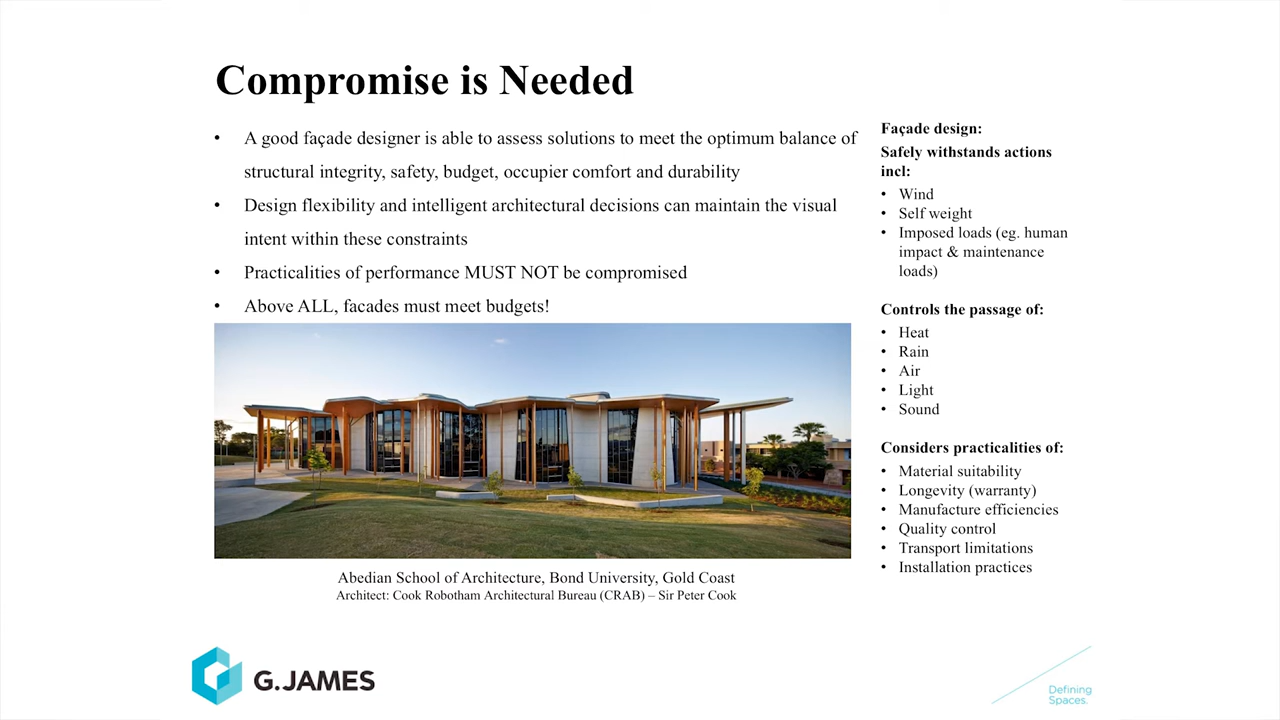 Compromise is Needed
• A good façade designer is able to assess solutions to meet the optimum balance of
structural integrity, safety, budget, occupier comfort and durability
• Design flexibility and intelligent architectural decisions can maintain the visual
intent within these constraints
• Practicalities of performance MUST NOT be compromised
• Above ALL, facades must meet budgets!
Abedian School of Architecture, Bond University, Gold Coast
Architect: Cook Robotham Architectural Bureau (CRAB) – Sir Peter Cook
Façade design:
Safely withstands actions
incl:
• Wind
• Self weight
• Imposed loads (eg. human
impact & maintenance
loads)
Controls the passage of:
• Heat
• Rain
• Air
• Light
• Sound
Considers practicalities of:
• Material suitability
• Longevity (warranty)
• Manufacture efficiencies
• Quality control
• Transport limitations
• Installation practices
G.JAMES
Defining
Spaces.